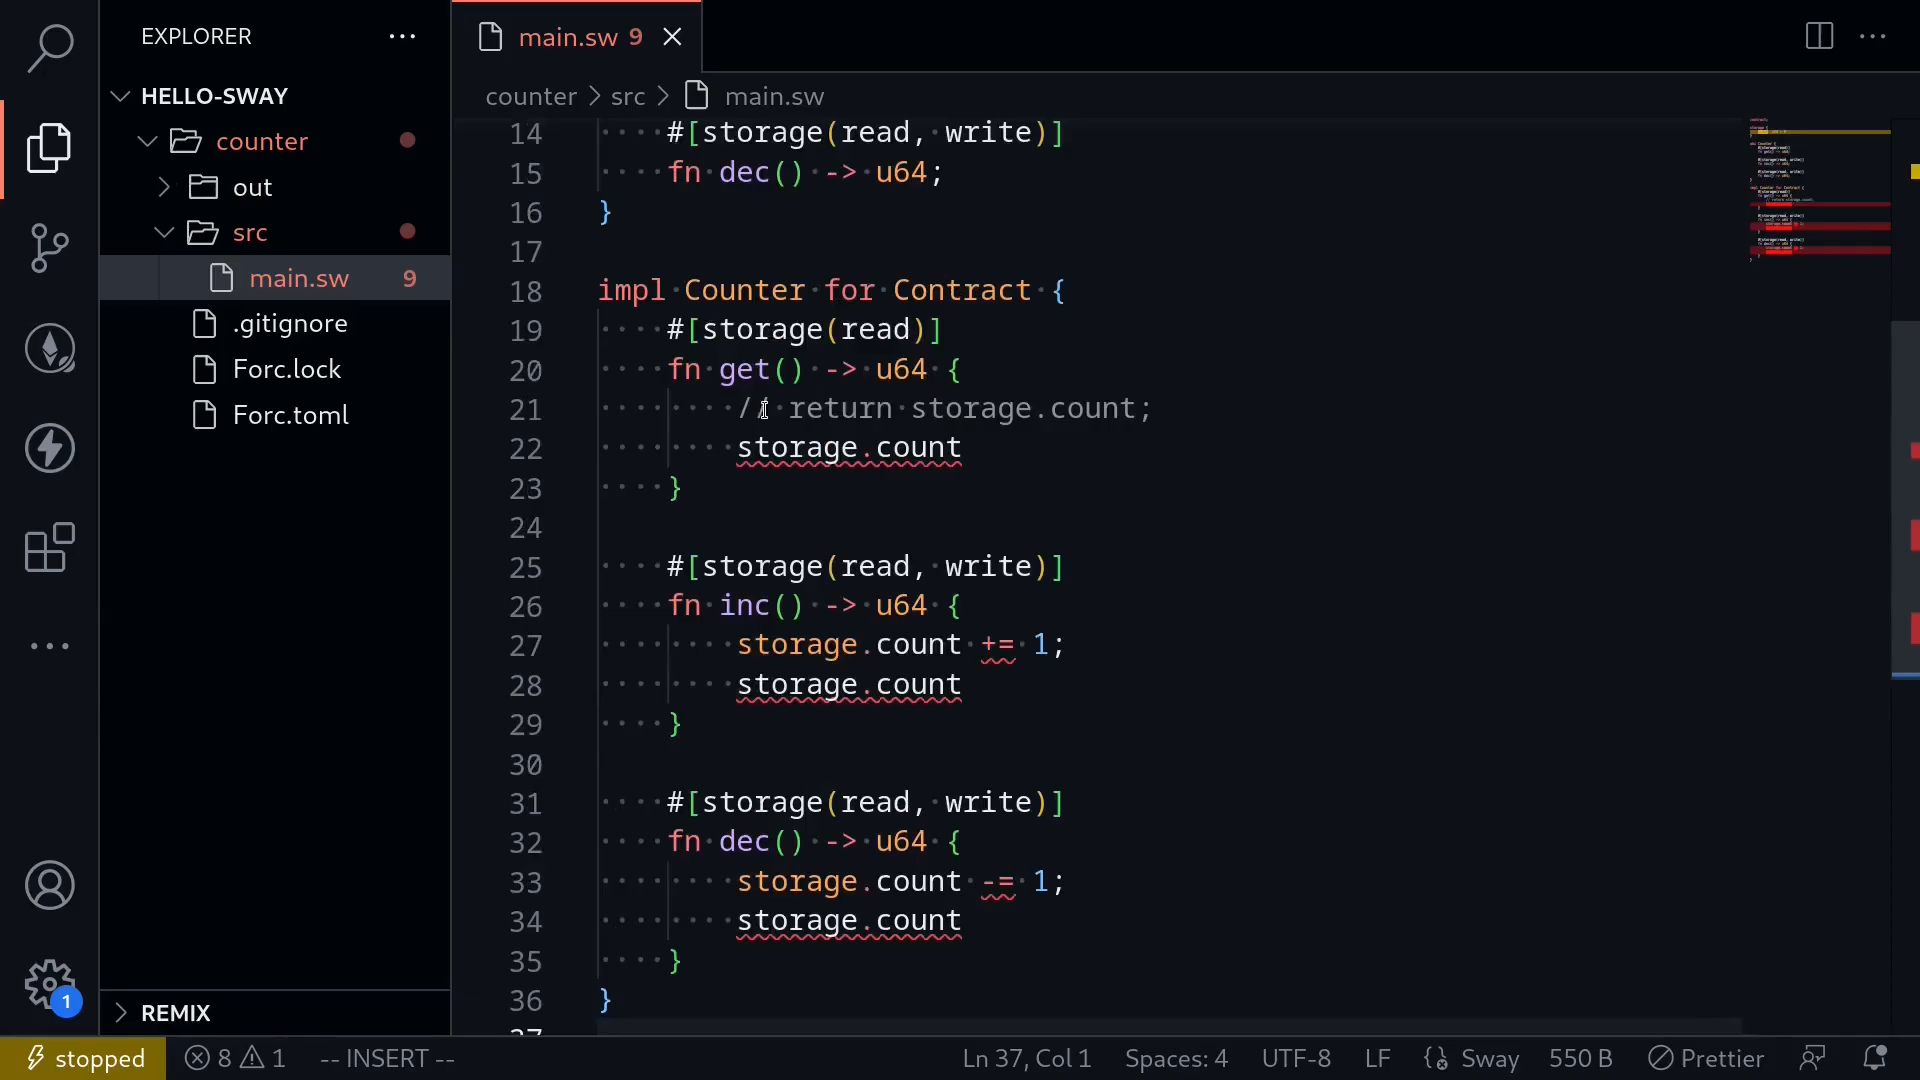 EXPLORER
HELLO-SWAY
counter
out
src
main.sw 9
.gitignore
Forc.lock
Forc.toml
REMIX
main.sw 9
counter > src > main.sw
14 #[storage(read, write)]
15 fn dec() -> u64;
16 }
17
18 impl Counter for Contract {
19 #[storage(read)]
20 fn get() -> u64 {
21 // return storage.count;
22 storage.count
23 }
24
25 #[storage(read, write)]
26 fn inc() -> u64 {
27 storage.count += 1;
28 storage.count
29 }
30
31 #[storage(read, write)]
32 fn dec() -> u64 {
33 storage.count -= 1;
34 storage.count
35 }
36 }
37
1
stopped 8 1 -- INSERT -- Ln 37, Col 1 Spaces: 4 UTF-8 LF Sway 550 B Prettier